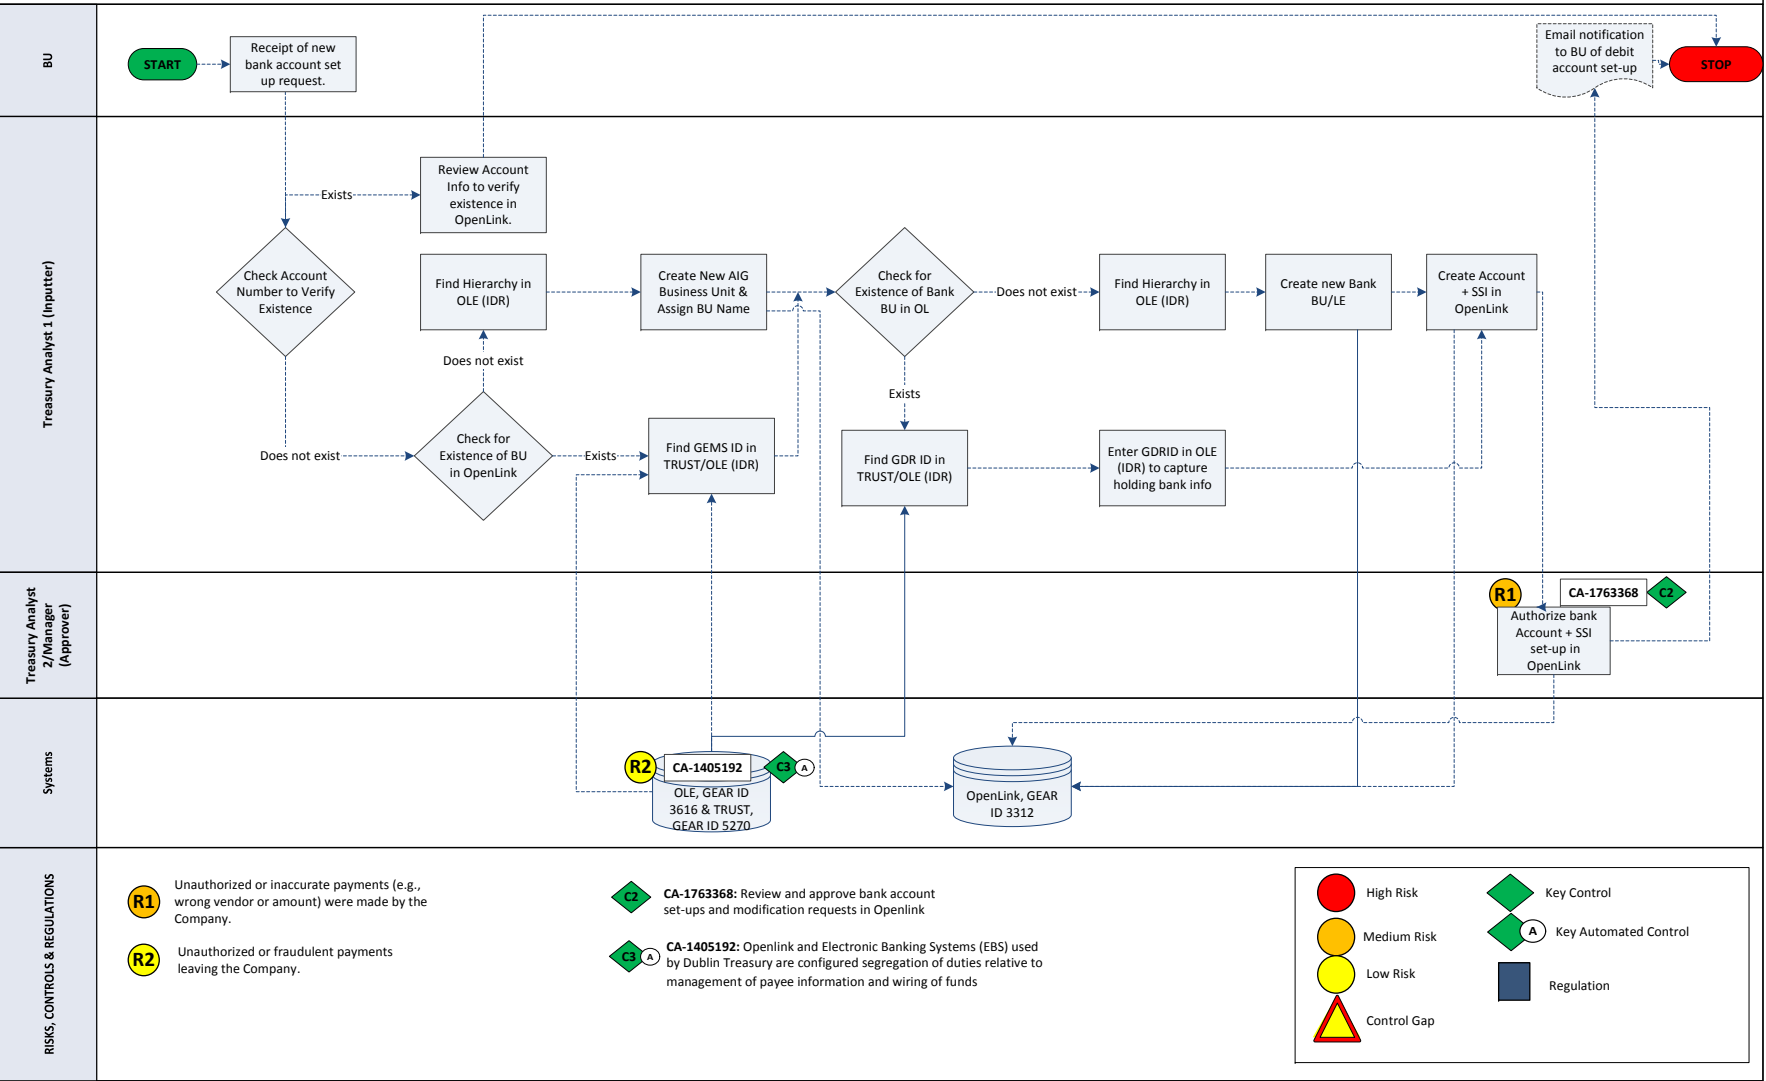 BU
START
Receipt of new
bank account set
up request.
Email notification
to BU of debit
account set-up
STOP
Treasury Analyst 1 (Inputter)
Exists
Review Account
Info to verify
existence in
OpenLink.
Check Account
Number to Verify
Existence
Find Hierarchy in
OLE (IDR)
Create New AIG
Business Unit &
Assign BU Name
Check for
Existence of Bank
BU in OL
Does not exist
Find Hierarchy in
OLE (IDR)
Create new Bank
BU/LE
Create Account
+ SSI in
OpenLink
Does not exist
Exists
Does not exist
Check for
Existence of BU
in OpenLink
Exists
Find GEMS ID in
TRUST/OLE (IDR)
Find GDR ID in
TRUST/OLE (IDR)
Enter GDRID in OLE
(IDR) to capture
holding bank info
Treasury Analyst
2/Manager
(Approver)
R1
CA-1763368
C2
Authorize bank
Account + SSI
set-up in
OpenLink
Systems
R2
CA-1405192
C3
A
OLE, GEAR ID
3616 & TRUST,
GEAR ID 5270
OpenLink, GEAR
ID 3312
RISKS, CONTROLS & REGULATIONS
R1
Unauthorized or inaccurate payments (e.g.,
wrong vendor or amount) were made by the
Company.
R2
Unauthorized or fraudulent payments
leaving the Company.
C2
CA-1763368: Review and approve bank account
set-ups and modification requests in Openlink
C3
A
CA-1405192: Openlink and Electronic Banking Systems (EBS) used
by Dublin Treasury are configured segregation of duties relative to
management of payee information and wiring of funds
High Risk
Medium Risk
Low Risk
Control Gap
Key Control
A
Key Automated Control
Regulation